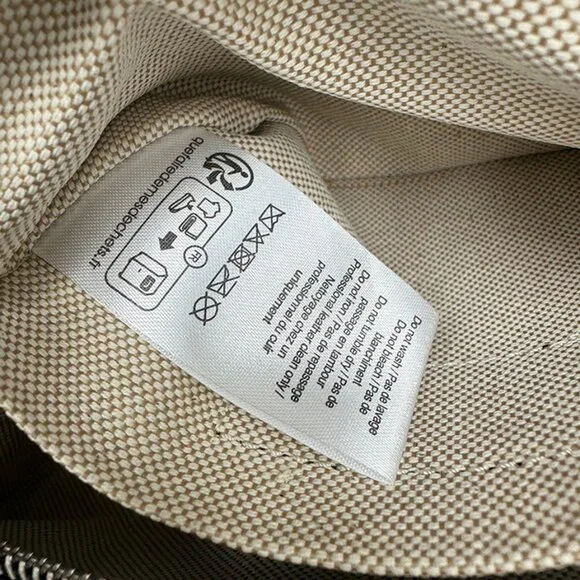 Do not wash / Pas de lavage
Do not bleach / Pas de
blanchiment
Do not tumble dry / Pas de
passage en tambour
Do not iron / Pas de repassage
Professional leather clean only /
Nettoyage chez un
professionnel du cuir
uniquement
R
quefairedemesdechets.fr